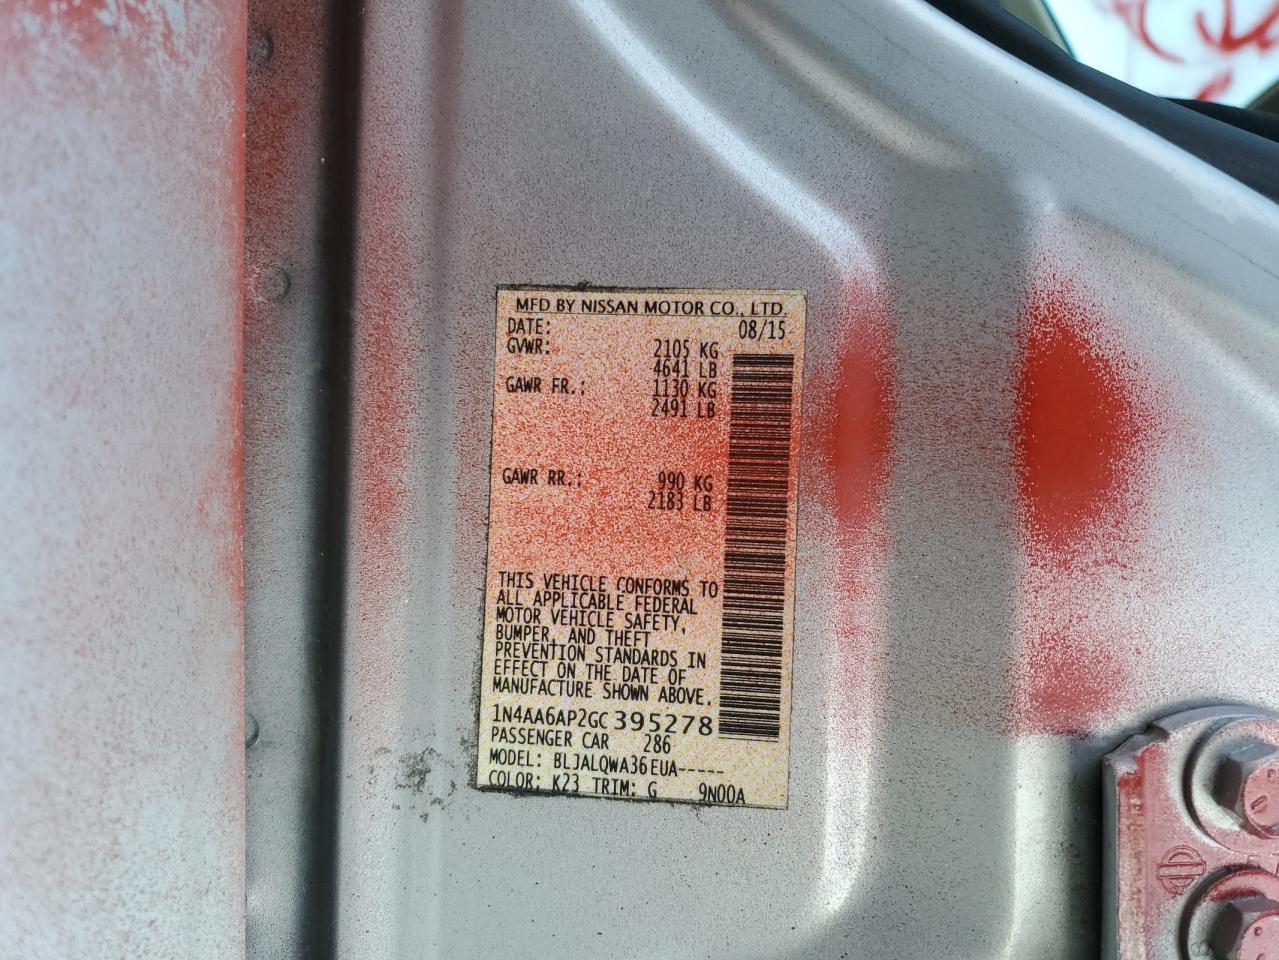 MFD BY NISSAN MOTOR CO., LTD.
DATE: 08/15
GVWR: 2105 KG
4641 LB
GAWR FR.: 1130 KG
2491 LB
GAWR RR.: 990 KG
2183 LB
THIS VEHICLE CONFORMS TO
ALL APPLICABLE FEDERAL
MOTOR VEHICLE SAFETY,
BUMPER, AND THEFT
PREVENTION STANDARDS IN
EFFECT ON THE DATE OF
MANUFACTURE SHOWN ABOVE.
1N4AA6AP2GC395278
PASSENGER CAR 286
MODEL: BLJALQWA36EUA-----
COLOR: K23 TRIM: G 9N00A